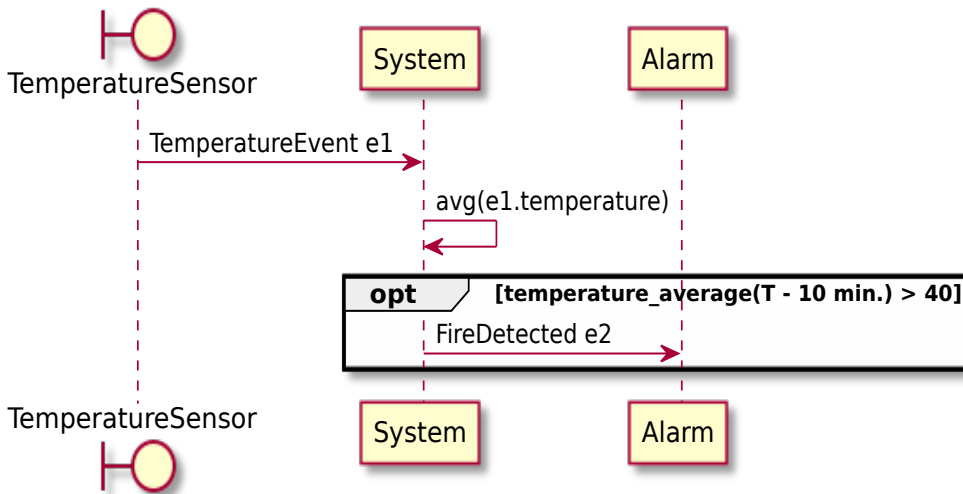 TemperatureSensor
System
Alarm
TemperatureEvent e1
avg(e1.temperature)
opt [temperature_average(T - 10 min.) > 40]
FireDetected e2
TemperatureSensor
System
Alarm